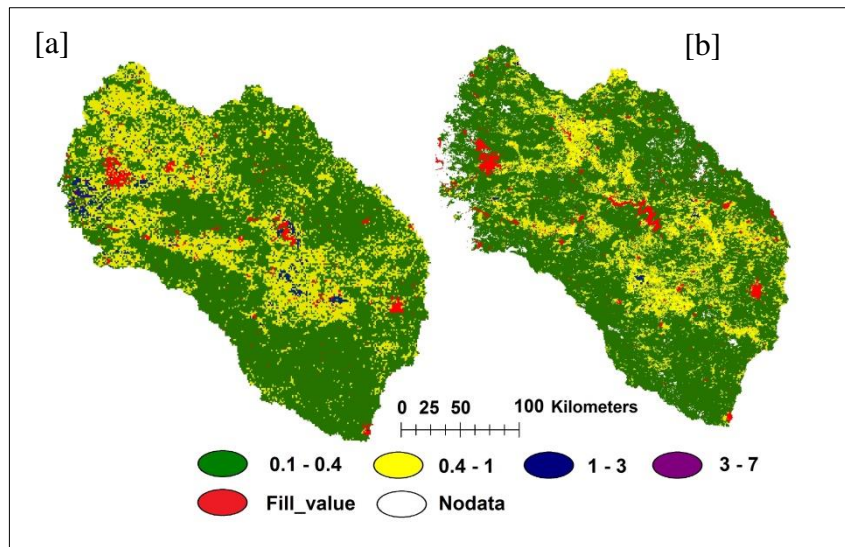 [a]
[b]
0 25 50 100 Kilometers
0.1 - 0.4 0.4 - 1 1 - 3 3 - 7
Fill_value Nodata